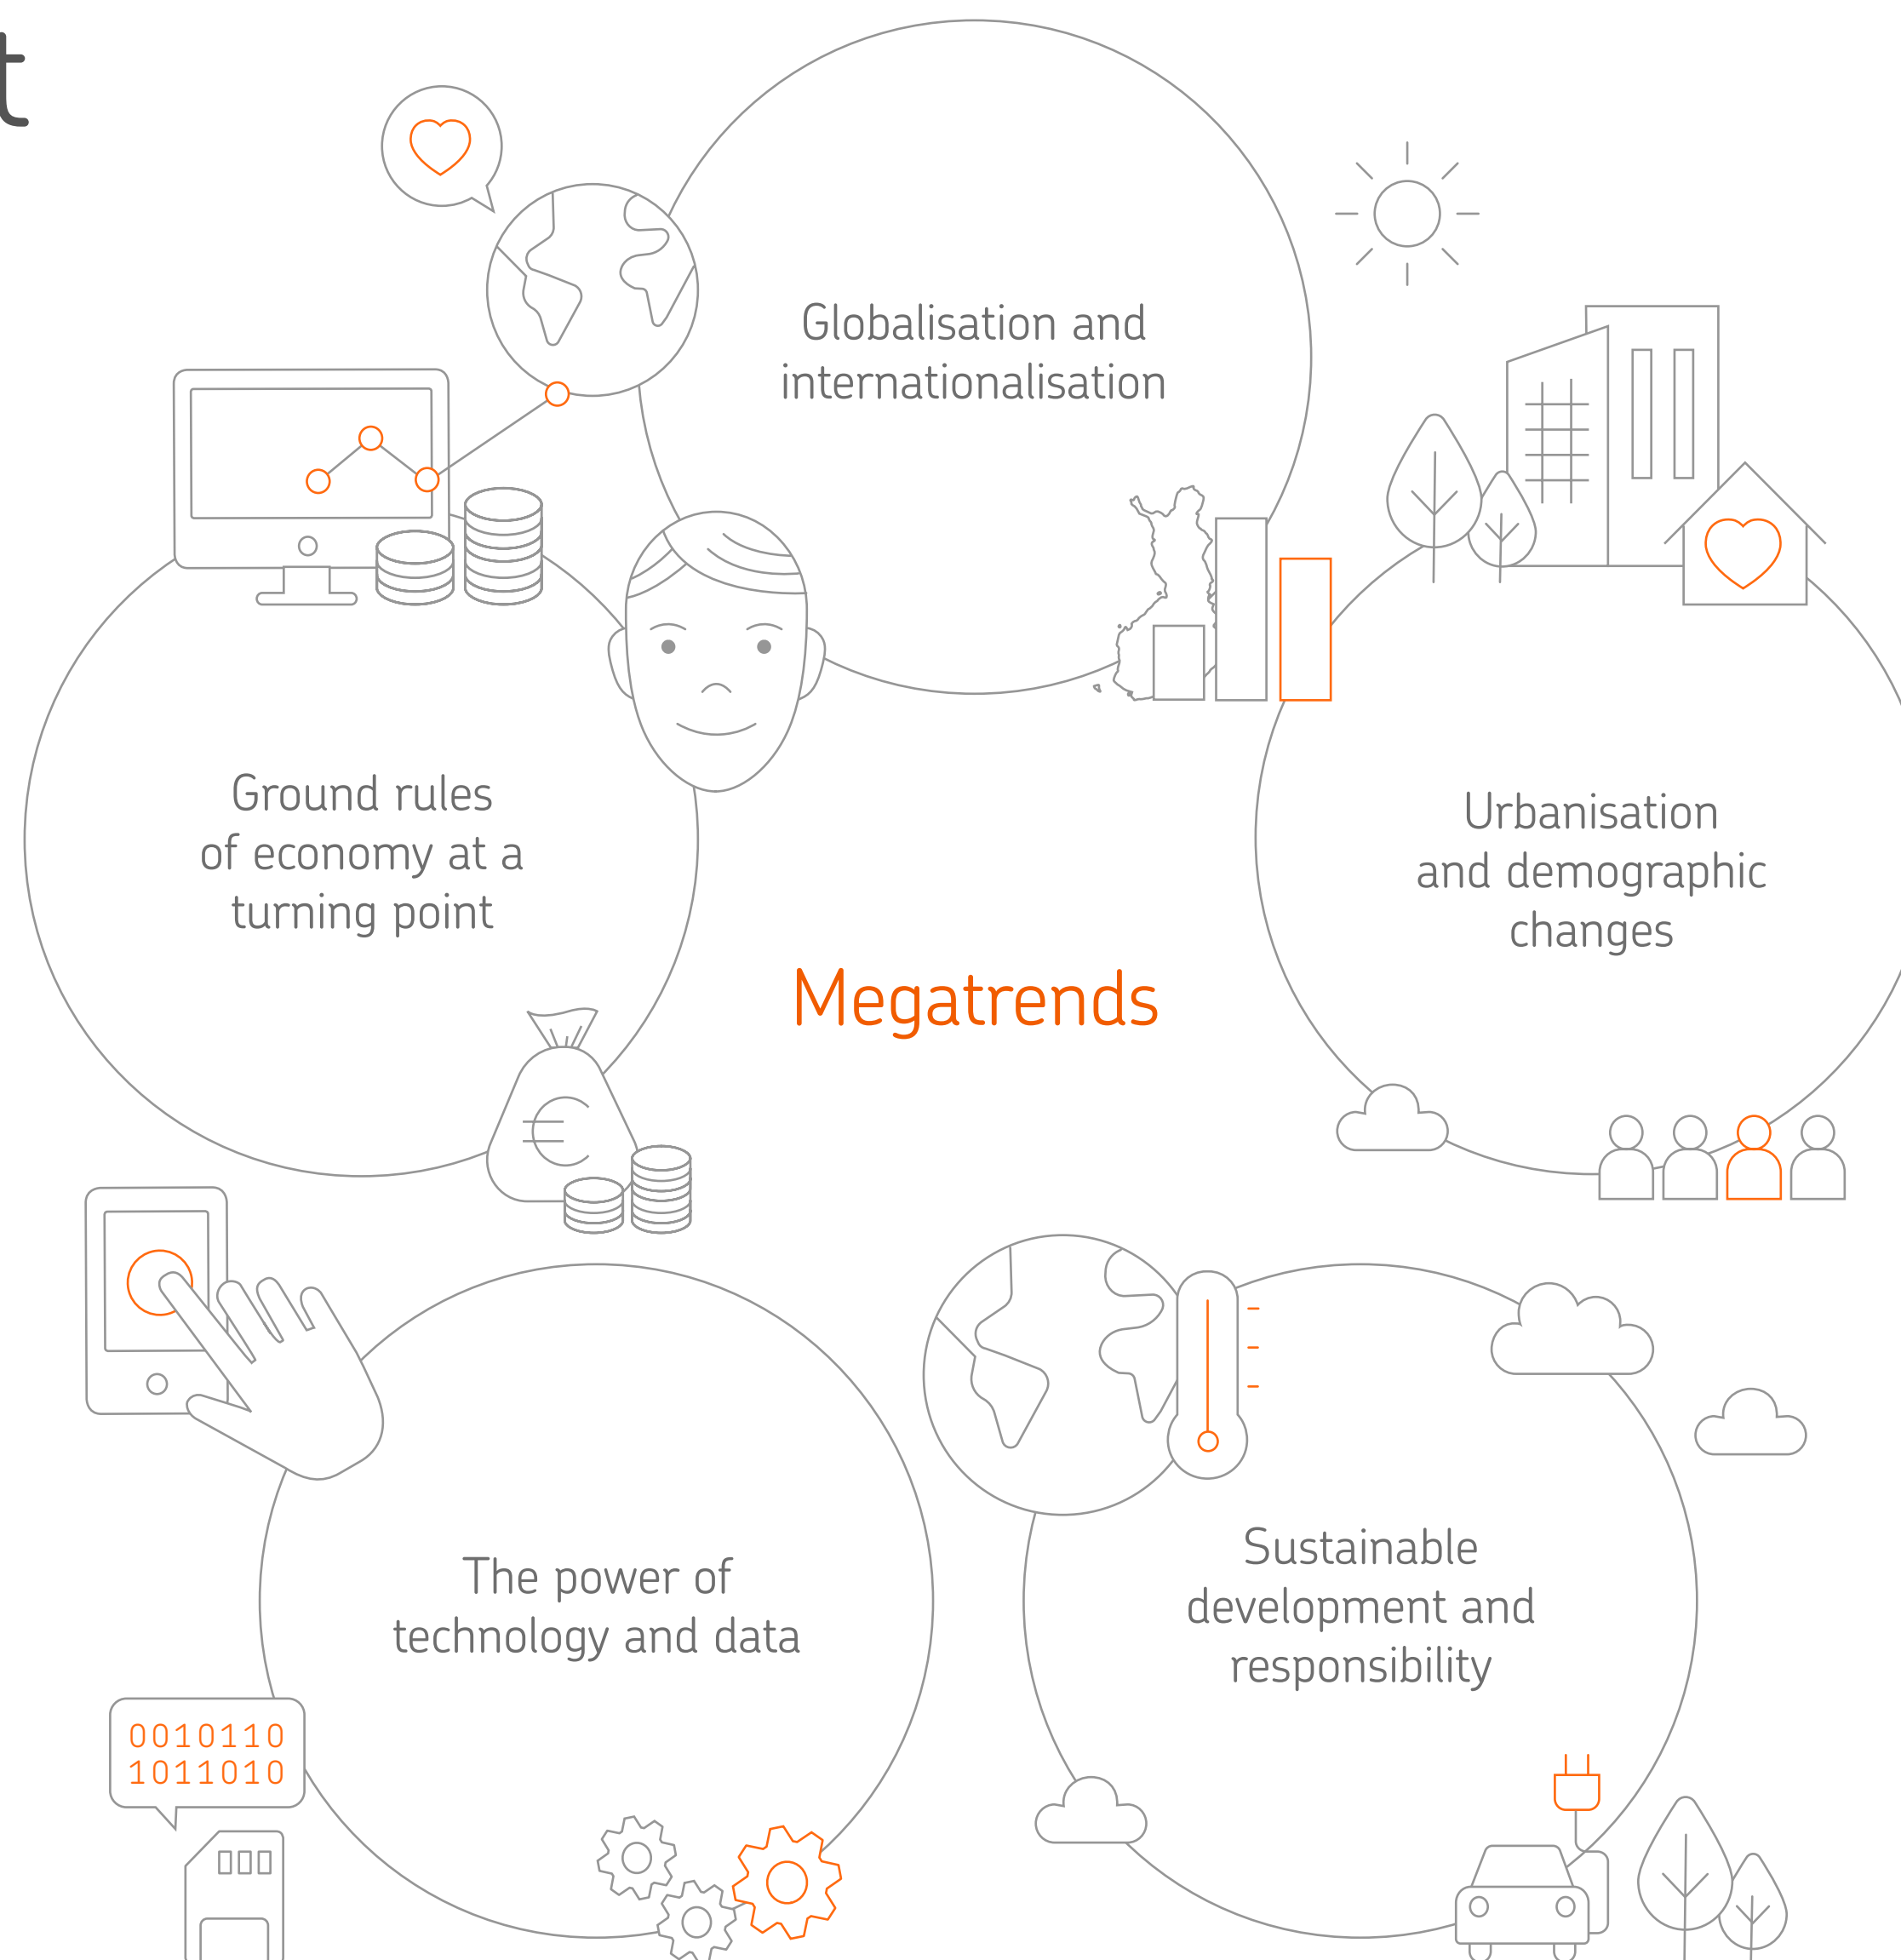 t
Globalisation and
internationalisation
Ground rules
of economy at a
turning point
Urbanisation
and demographic
changes
Megatrends
The power of
technology and data
Sustainable
development and
responsibility
0010110
1011010